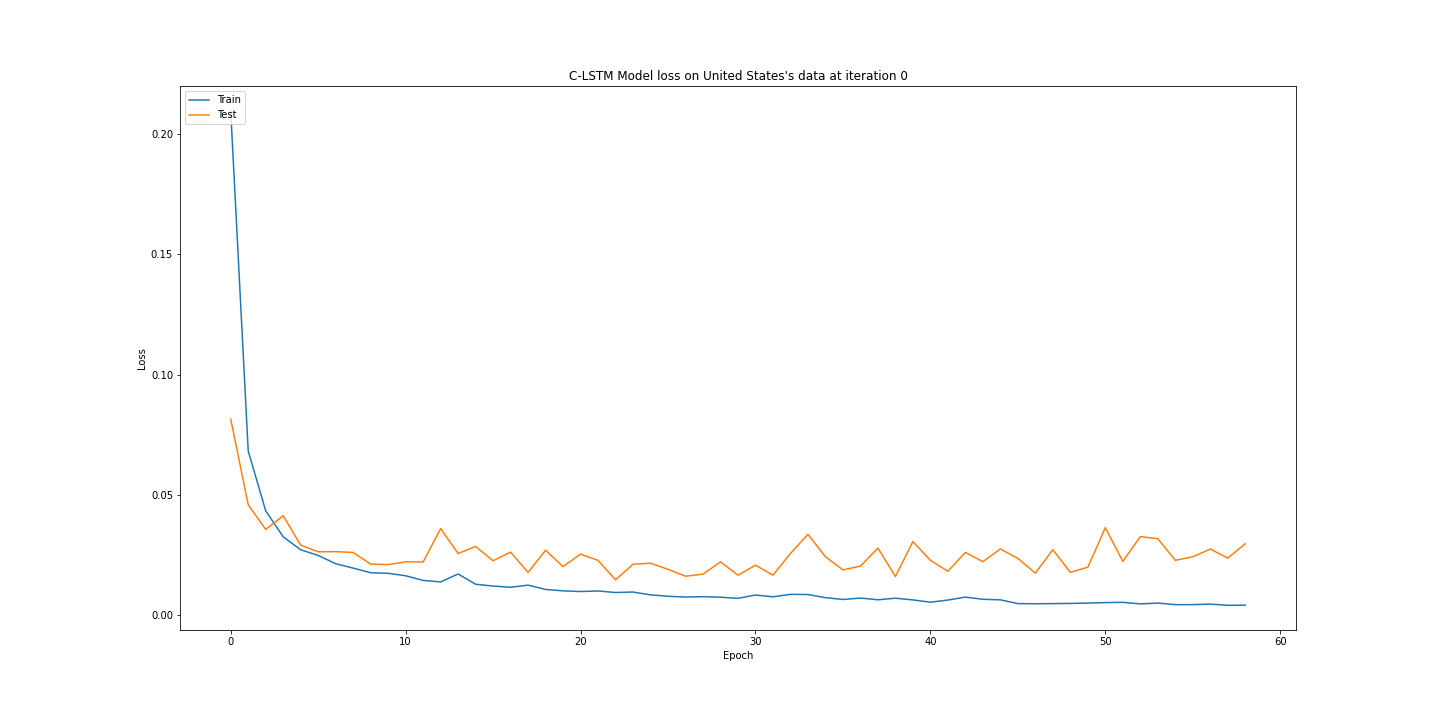 C-LSTM Model loss on United States's data at iteration 0
Train
Test
0.20
0.15
0.10
0.05
0.00
Loss
0 10 20 30 40 50 60
Epoch